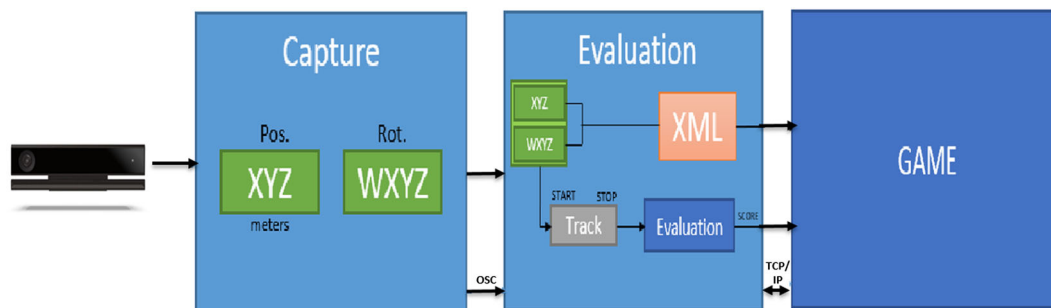 Capture
Pos.
Rot.
XYZ
WXYZ
meters
OSC
Evaluation
XYZ
WXYZ
XML
START
STOP
Track
Evaluation
SCORE
TCP/
IP
GAME